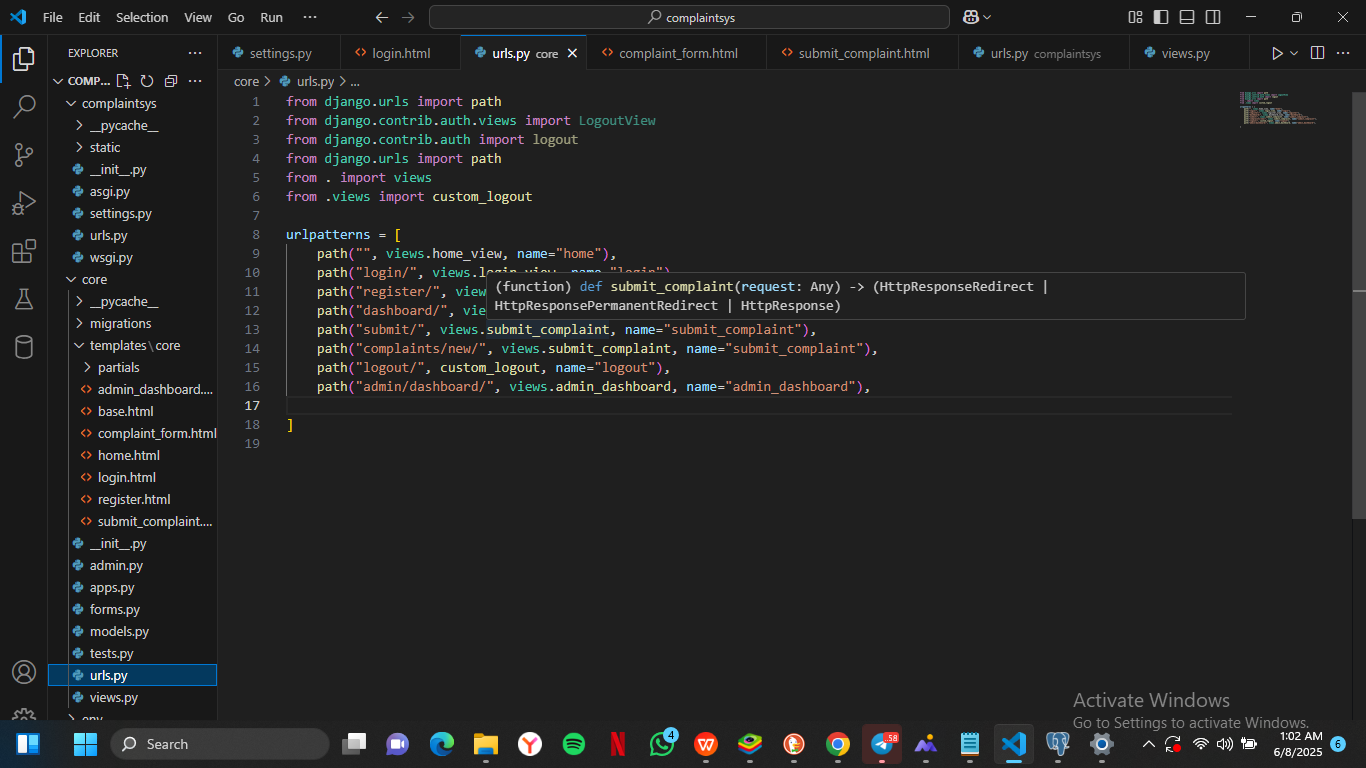 File Edit Selection View Go Run ··· complaintsys
EXPLORER ···
settings.py login.html urls.py core complaint_form.html submit_complaint.html urls.py complaintsys views.py
COMP... ···
core > urls.py > ...
complaintsys
__pycache__
static
__init__.py
asgi.py
settings.py
urls.py
wsgi.py
core
__pycache__
migrations
templates\core
partials
admin_dashboard....
base.html
complaint_form.html
home.html
login.html
register.html
submit_complaint....
__init__.py
admin.py
apps.py
forms.py
models.py
tests.py
urls.py
views.py
env
1 from django.urls import path
2 from django.contrib.auth.views import LogoutView
3 from django.contrib.auth import logout
4 from django.urls import path
5 from . import views
6 from .views import custom_logout
7
8 urlpatterns = [
9 path("", views.home_view, name="home"),
10 path("login/", views.login_view, name="login"),
11 path("register/", view
(function) def submit_complaint(request: Any) -> (HttpResponseRedirect |
HttpResponsePermanentRedirect | HttpResponse)
12 path("dashboard/", vie
13 path("submit/", views.submit_complaint, name="submit_complaint"),
14 path("complaints/new/", views.submit_complaint, name="submit_complaint"),
15 path("logout/", custom_logout, name="logout"),
16 path("admin/dashboard/", views.admin_dashboard, name="admin_dashboard"),
17
18 ]
19
Activate Windows
Go to Settings to activate Windows.
Search
4
58
1:02 AM
6/8/2025
6